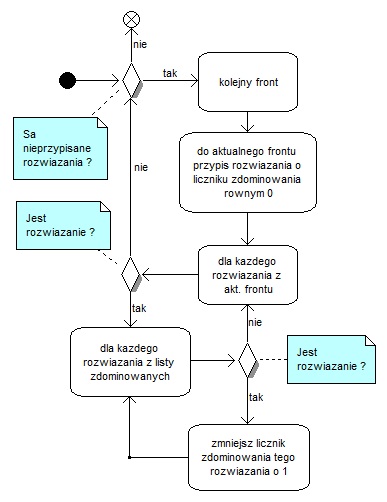 nie
tak
kolejny front
Sa
nieprzypisane
rozwiazania ?
do aktualnego frontu
przypis rozwiazania o
liczniku zdominowania
rownym 0
nie
Jest
rozwiazanie ?
dla kazdego
rozwiazania z
akt. frontu
tak
nie
dla kazdego
rozwiazania z listy
zdominowanych
Jest
rozwiazanie ?
tak
zmniejsz licznik
zdominowania tego
rozwiazania o 1